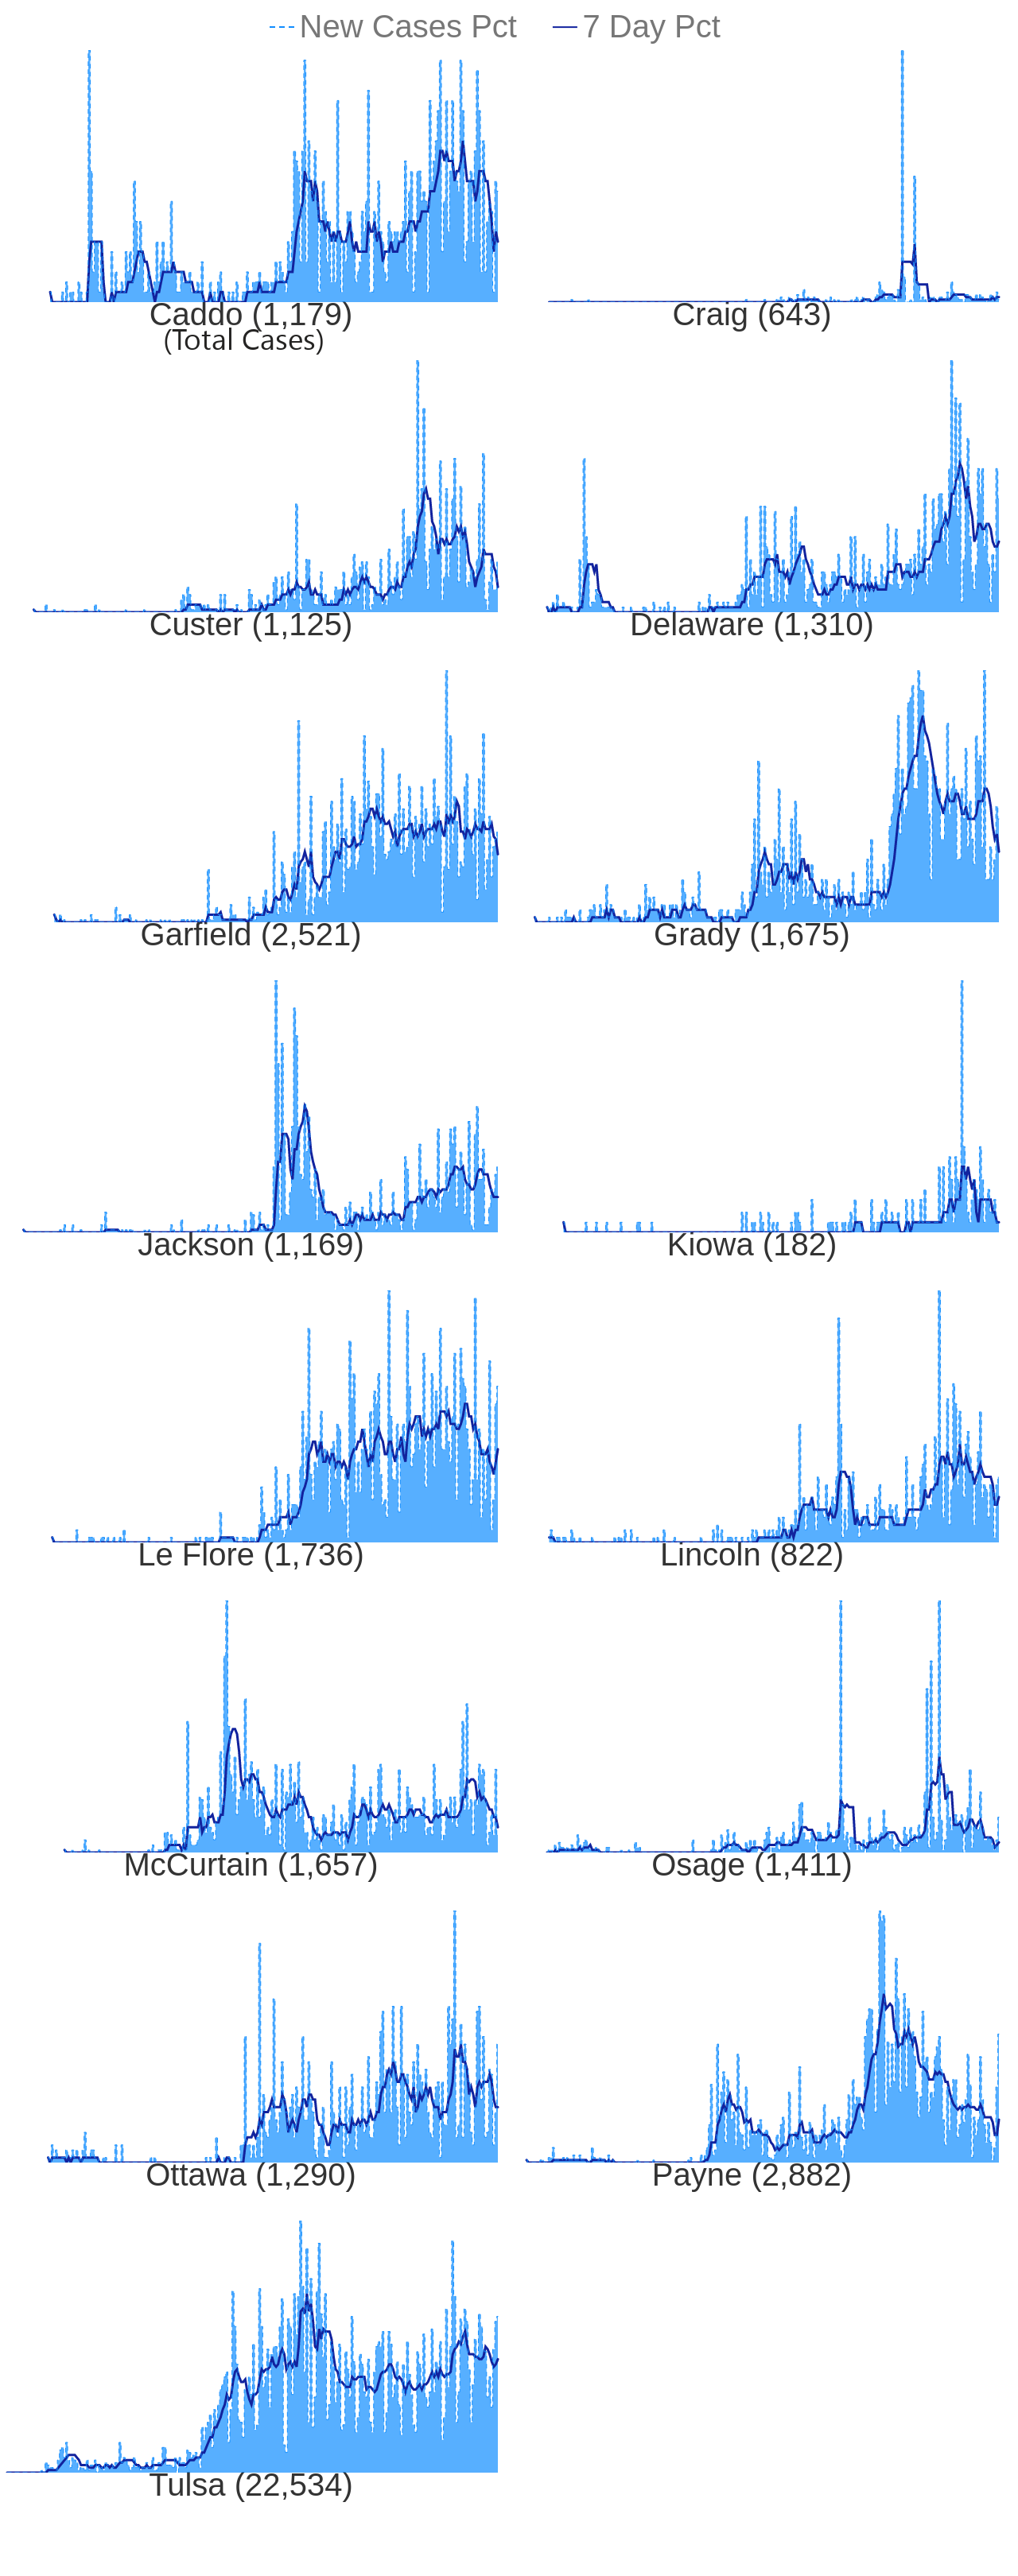 New Cases Pct 7 Day Pct
Caddo (1,179) Craig (643)
(Total Cases)
Custer (1,125) Delaware (1,310)
Garfield (2,521) Grady (1,675)
Jackson (1,169) Kiowa (182)
Le Flore (1,736) Lincoln (822)
McCurtain (1,657) Osage (1,411)
Ottawa (1,290) Payne (2,882)
Tulsa (22,534)